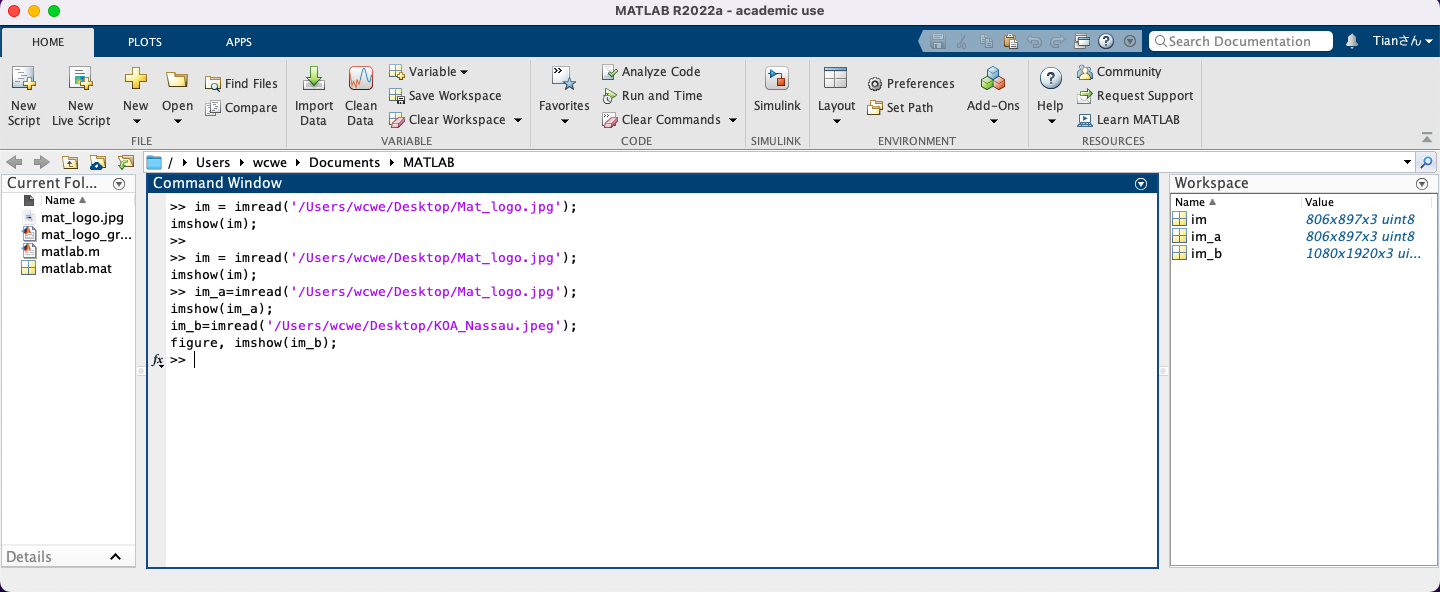 MATLAB R2022a - academic use
HOME PLOTS APPS
Search Documentation
Tianさん
New Script
New Live Script
New
Open
Find Files
Compare
FILE
Import Data
Clean Data
Variable
Save Workspace
Clear Workspace
VARIABLE
Favorites
Analyze Code
Run and Time
Clear Commands
CODE
Simulink
SIMULINK
Layout
Preferences
Set Path
Add-Ons
ENVIRONMENT
Help
Community
Request Support
Learn MATLAB
RESOURCES
/ Users wcwe Documents MATLAB
Current Fol...
Name
mat_logo.jpg
mat_logo_gr...
matlab.m
matlab.mat
Details
Command Window
>> im = imread('/Users/wcwe/Desktop/Mat_logo.jpg');
imshow(im);
>>
>> im = imread('/Users/wcwe/Desktop/Mat_logo.jpg');
imshow(im);
>> im_a=imread('/Users/wcwe/Desktop/Mat_logo.jpg');
imshow(im_a);
im_b=imread('/Users/wcwe/Desktop/KOA_Nassau.jpeg');
figure, imshow(im_b);
fx >>
Workspace
Name Value
im 806x897x3 uint8
im_a 806x897x3 uint8
im_b 1080x1920x3 ui...